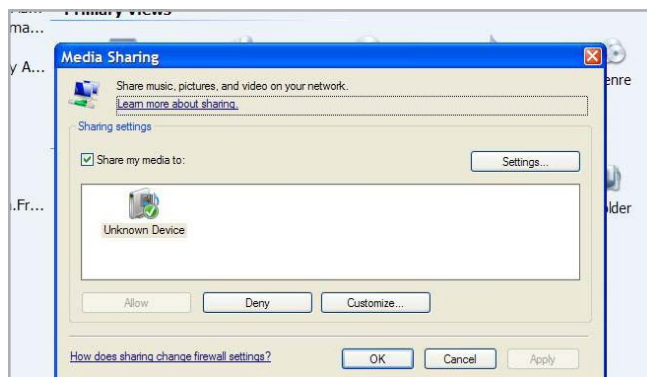 Primary Views
ma...
Media Sharing
y A...
enre
Share music, pictures, and video on your network.
Learn more about sharing.
Sharing settings
Share my media to:
Settings...
.Fr...
lder
Unknown Device
Allow
Deny
Customize...
How does sharing change firewall settings?
OK
Cancel
Apply